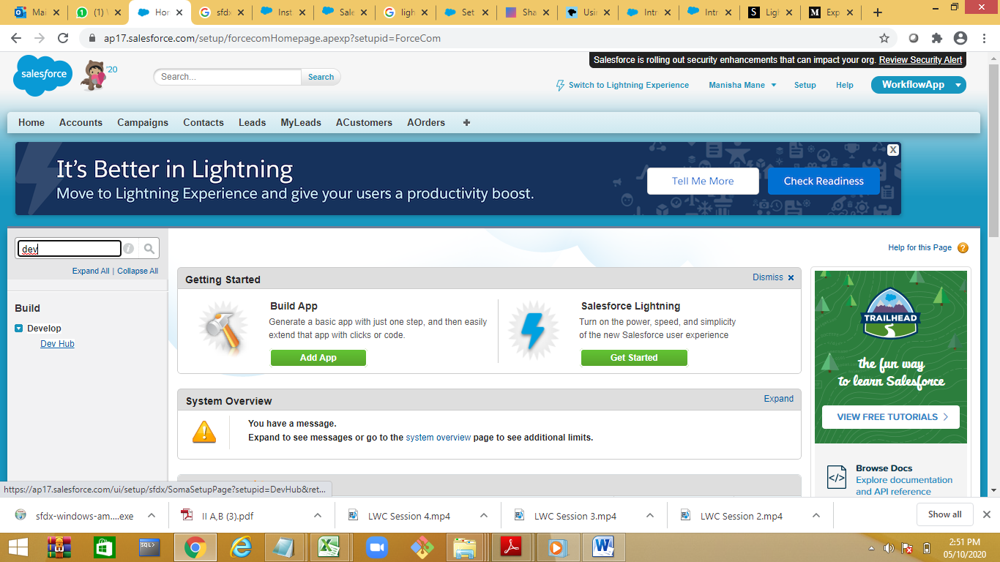 Mai
(1) \
Hor
sfdx
Inst
Sale
ligh
Set
Sha
Usin
Intr
Intr
Ligh
Exp
ap17.salesforce.com/setup/forcecomHomepage.apexp?setupid=ForceCom
Salesforce is rolling out security enhancements that can impact your org. Review Security Alert
salesforce
'20
Search...
Search
Switch to Lightning Experience
Manisha Mane
Setup
Help
WorkflowApp
Home Accounts Campaigns Contacts Leads MyLeads ACustomers AOrders +
It's Better in Lightning
Move to Lightning Experience and give your users a productivity boost.
Tell Me More
Check Readiness
X
dev
Expand All | Collapse All
Build
Develop
Dev Hub
Help for this Page ?
Getting Started
Dismiss x
Build App
Generate a basic app with just one step, and then easily
extend that app with clicks or code.
Add App
Salesforce Lightning
Turn on the power, speed, and simplicity
of the new Salesforce user experience
Get Started
System Overview
Expand
You have a message.
Expand to see messages or go to the system overview page to see additional limits.
TRAILHEAD
the fun way
to learn Salesforce
VIEW FREE TUTORIALS >
Browse Docs
Explore documentation
and API reference
https://ap17.salesforce.com/ui/setup/sfdx/SomaSetupPage?setupid=DevHub&ret...
sfdx-windows-am....exe
II A,B (3).pdf
LWC Session 4.mp4
LWC Session 3.mp4
LWC Session 2.mp4
Show all
SQL>
2:51 PM
05/10/2020